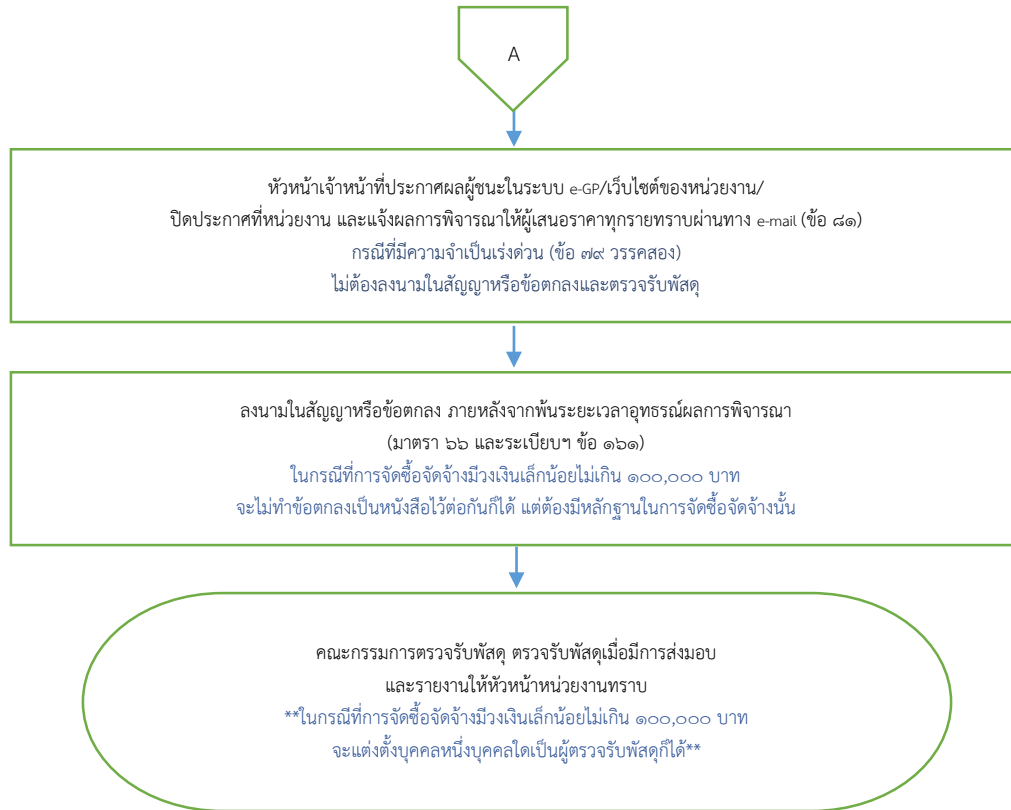 A
หัวหน้าเจ้าหน้าที่ประกาศผลผู้ชนะในระบบ e-GP/เว็บไซต์ของหน่วยงาน/
ปิดประกาศที่หน่วยงาน และแจ้งผลการพิจารณาให้ผู้เสนอราคาทุกรายทราบผ่านทาง e-mail (ข้อ ๘๑)
กรณีที่มีความจำเป็นเร่งด่วน (ข้อ ๗๙ วรรคสอง)
ไม่ต้องลงนามในสัญญาหรือข้อตกลงและตรวจรับพัสดุ
ลงนามในสัญญาหรือข้อตกลง ภายหลังจากพ้นระยะเวลาอุทธรณ์ผลการพิจารณา
(มาตรา ๖๖ และระเบียบฯ ข้อ ๑๖๑)
ในกรณีที่การจัดซื้อจัดจ้างมีวงเงินเล็กน้อยไม่เกิน ๑๐๐,๐๐๐ บาท
จะไม่ทำข้อตกลงเป็นหนังสือไว้ต่อกันก็ได้ แต่ต้องมีหลักฐานในการจัดซื้อจัดจ้างนั้น
คณะกรรมการตรวจรับพัสดุ ตรวจรับพัสดุเมื่อมีการส่งมอบ
และรายงานให้หัวหน้าหน่วยงานทราบ
**ในกรณีที่การจัดซื้อจัดจ้างมีวงเงินเล็กน้อยไม่เกิน ๑๐๐,๐๐๐ บาท
จะแต่งตั้งบุคคลหนึ่งบุคคลใดเป็นผู้ตรวจรับพัสดุก็ได้**